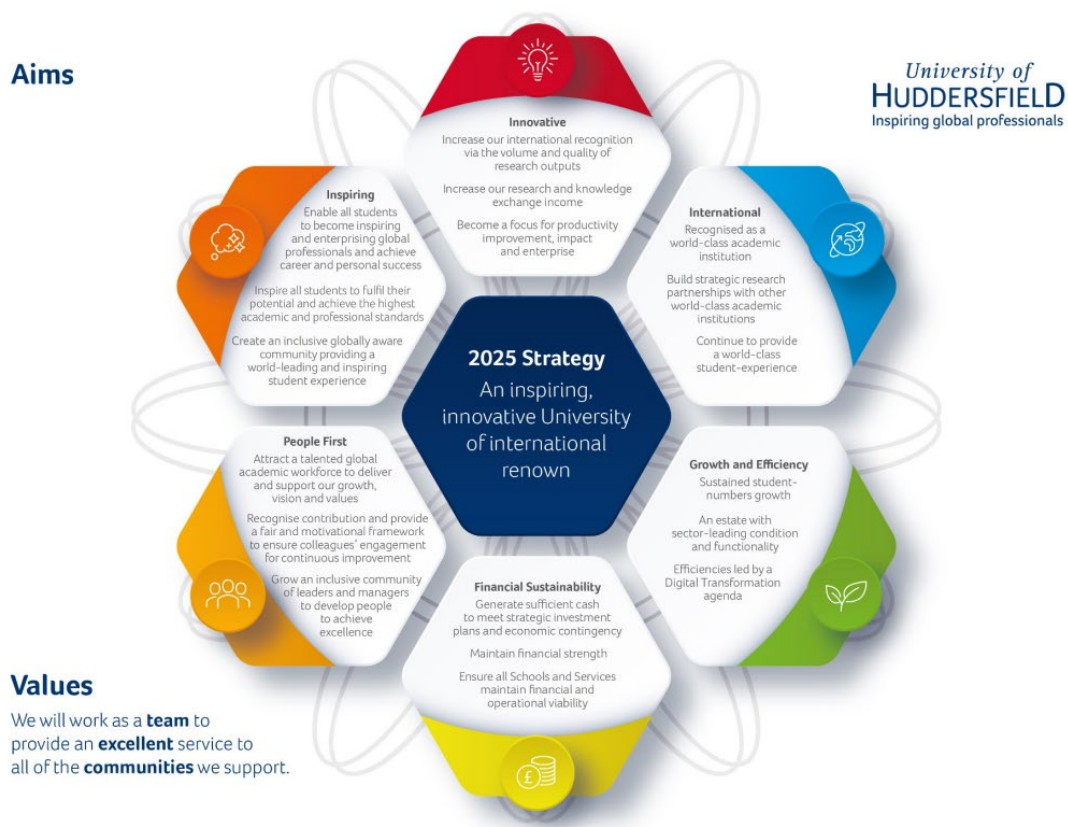 Aims
University of
HUDDERSFIELD
Inspiring global professionals
Innovative
Increase our international recognition
via the volume and quality of
research outputs
Increase our research and knowledge
exchange income
Become a focus for productivity
improvement, impact
and enterprise
Inspiring
Enable all students
to become inspiring
and enterprising global
professionals and achieve
career and personal success
Inspire all students to fulfil their
potential and achieve the highest
academic and professional standards
Create an inclusive globally aware
community providing a
world-leading and inspiring
student experience
International
Recognised as a
world-class academic
institution
Build strategic research
partnerships with other
world-class academic
institutions
Continue to provide
a world-class
student-experience
2025 Strategy
An inspiring,
innovative University
of international
renown
People First
Attract a talented global
academic workforce to deliver
and support our growth,
vision and values
Recognise contribution and provide
a fair and motivational framework
to ensure colleagues' engagement
for continuous improvement
Grow an inclusive community
of leaders and managers
to develop people
to achieve
excellence
Growth and Efficiency
Sustained student-
numbers growth
An estate with
sector-leading condition
and functionality
Efficiencies led by a
Digital Transformation
agenda
Financial Sustainability
Generate sufficient cash
to meet strategic investment
plans and economic contingency
Maintain financial strength
Ensure all Schools and Services
maintain financial and
operational viability
£
Values
We will work as a team to
provide an excellent service to
all of the communities we support.